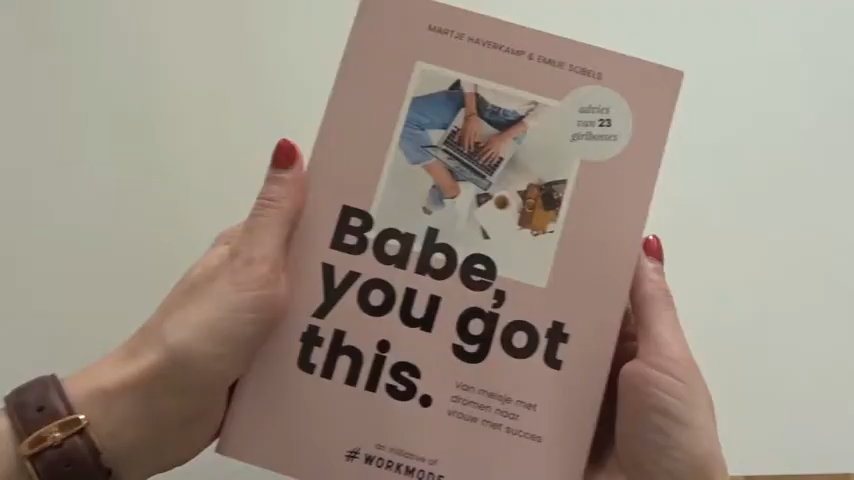 MARTJE HAVERKAMP & EMILIE SOBELS
advies
van 23
girlbosses
Babe,
you got
this.
Van meisje met
dromen naar
vrouw met succes
an initiative of
#WORKMODE